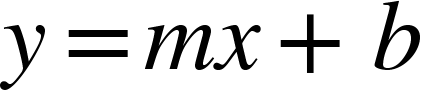 y = mx + b